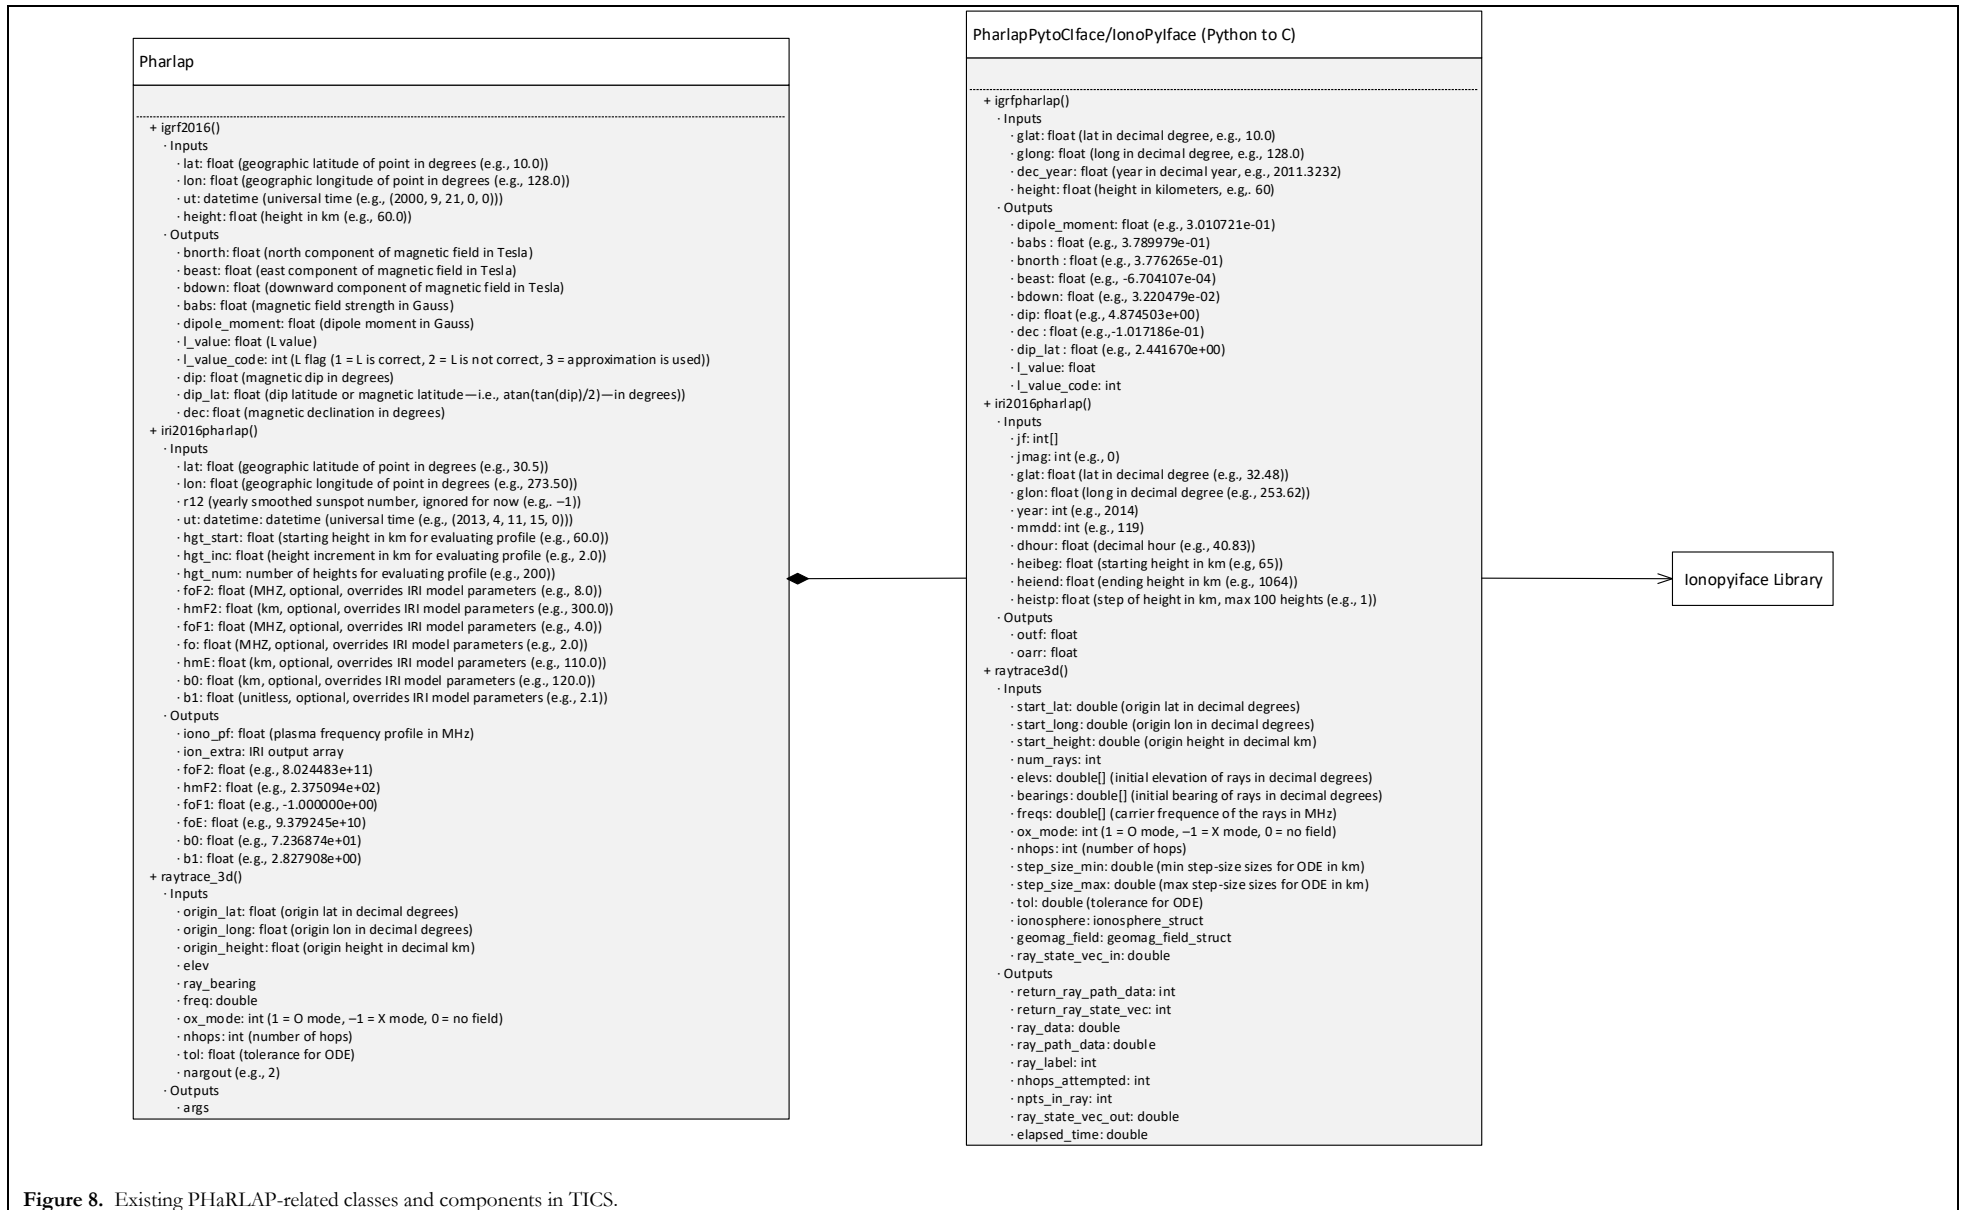 Pharlap
+ igrf2016()
· Inputs
· lat: float (geographic latitude of point in degrees (e.g., 10.0))
· lon: float (geographic longitude of point in degrees (e.g., 128.0))
· ut: datetime (universal time (e.g., (2000, 9, 21, 0, 0)))
· height: float (height in km (e.g., 60.0))
· Outputs
· bnorth: float (north component of magnetic field in Tesla)
· beast: float (east component of magnetic field in Tesla)
· bdown: float (downward component of magnetic field in Tesla)
· babs: float (magnetic field strength in Gauss)
· dipole_moment: float (dipole moment in Gauss)
· l_value: float (L value)
· l_value_code: int (L flag (1 = L is correct, 2 = L is not correct, 3 = approximation is used))
· dip: float (magnetic dip in degrees)
· dip_lat: float (dip latitude or magnetic latitude—i.e., atan(tan(dip)/2)—in degrees))
· dec: float (magnetic declination in degrees)
+ iri2016pharlap()
· Inputs
· lat: float (geographic latitude of point in degrees (e.g., 30.5))
· lon: float (geographic longitude of point in degrees (e.g., 273.50))
· r12 (yearly smoothed sunspot number, ignored for now (e.g,. –1))
· ut: datetime: datetime (universal time (e.g., (2013, 4, 11, 15, 0)))
· hgt_start: float (starting height in km for evaluating profile (e.g., 60.0))
· hgt_inc: float (height increment in km for evaluating profile (e.g., 2.0))
· hgt_num: number of heights for evaluating profile (e.g., 200))
· foF2: float (MHZ, optional, overrides IRI model parameters (e.g., 8.0))
· hmF2: float (km, optional, overrides IRI model parameters (e.g., 300.0))
· foF1: float (MHZ, optional, overrides IRI model parameters (e.g., 4.0))
· fo: float (MHZ, optional, overrides IRI model parameters (e.g., 2.0))
· hmE: float (km, optional, overrides IRI model parameters (e.g., 110.0))
· b0: float (km, optional, overrides IRI model parameters (e.g., 120.0))
· b1: float (unitless, optional, overrides IRI model parameters (e.g., 2.1))
· Outputs
· iono_pf: float (plasma frequency profile in MHz)
· ion_extra: IRI output array
· foF2: float (e.g., 8.024483e+11)
· hmF2: float (e.g., 2.375094e+02)
· foF1: float (e.g., -1.000000e+00)
· foE: float (e.g., 9.379245e+10)
· b0: float (e.g., 7.236874e+01)
· b1: float (e.g., 2.827908e+00)
+ raytrace_3d()
· Inputs
· origin_lat: float (origin lat in decimal degrees)
· origin_long: float (origin lon in decimal degrees)
· origin_height: float (origin height in decimal km)
· elev
· ray_bearing
· freq: double
· ox_mode: int (1 = O mode, –1 = X mode, 0 = no field)
· nhops: int (number of hops)
· tol: float (tolerance for ODE)
· nargout (e.g., 2)
· Outputs
· args
PharlapPytoCIface/IonoPyIface (Python to C)
+ igrfpharlap()
· Inputs
· glat: float (lat in decimal degree, e.g., 10.0)
· glong: float (long in decimal degree, e.g., 128.0)
· dec_year: float (year in decimal year, e.g., 2011.3232)
· height: float (height in kilometers, e.g,. 60)
· Outputs
· dipole_moment: float (e.g., 3.010721e-01)
· babs : float (e.g., 3.789979e-01)
· bnorth : float (e.g., 3.776265e-01)
· beast: float (e.g., -6.704107e-04)
· bdown: float (e.g., 3.220479e-02)
· dip: float (e.g., 4.874503e+00)
· dec : float (e.g.,-1.017186e-01)
· dip_lat : float (e.g., 2.441670e+00)
· l_value: float
· l_value_code: int
+ iri2016pharlap()
· Inputs
· jf: int[]
· jmag: int (e.g., 0)
· glat: float (lat in decimal degree (e.g., 32.48))
· glon: float (long in decimal degree (e.g., 253.62))
· year: int (e.g., 2014)
· mmdd: int (e.g., 119)
· dhour: float (decimal hour (e.g., 40.83))
· heibeg: float (starting height in km (e.g, 65))
· heiend: float (ending height in km (e.g., 1064))
· heistp: float (step of height in km, max 100 heights (e.g., 1))
· Outputs
· outf: float
· oarr: float
+ raytrace3d()
· Inputs
· start_lat: double (origin lat in decimal degrees)
· start_long: double (origin lon in decimal degrees)
· start_height: double (origin height in decimal km)
· num_rays: int
· elevs: double[] (initial elevation of rays in decimal degrees)
· bearings: double[] (initial bearing of rays in decimal degrees)
· freqs: double[] (carrier frequence of the rays in MHz)
· ox_mode: int (1 = O mode, –1 = X mode, 0 = no field)
· nhops: int (number of hops)
· step_size_min: double (min step-size sizes for ODE in km)
· step_size_max: double (max step-size sizes for ODE in km)
· tol: double (tolerance for ODE)
· ionosphere: ionosphere_struct
· geomag_field: geomag_field_struct
· ray_state_vec_in: double
· Outputs
· return_ray_path_data: int
· return_ray_state_vec: int
· ray_data: double
· ray_path_data: double
· ray_label: int
· nhops_attempted: int
· npts_in_ray: int
· ray_state_vec_out: double
· elapsed_time: double
Ionopyiface Library
Figure 8. Existing PHaRLAP-related classes and components in TICS.